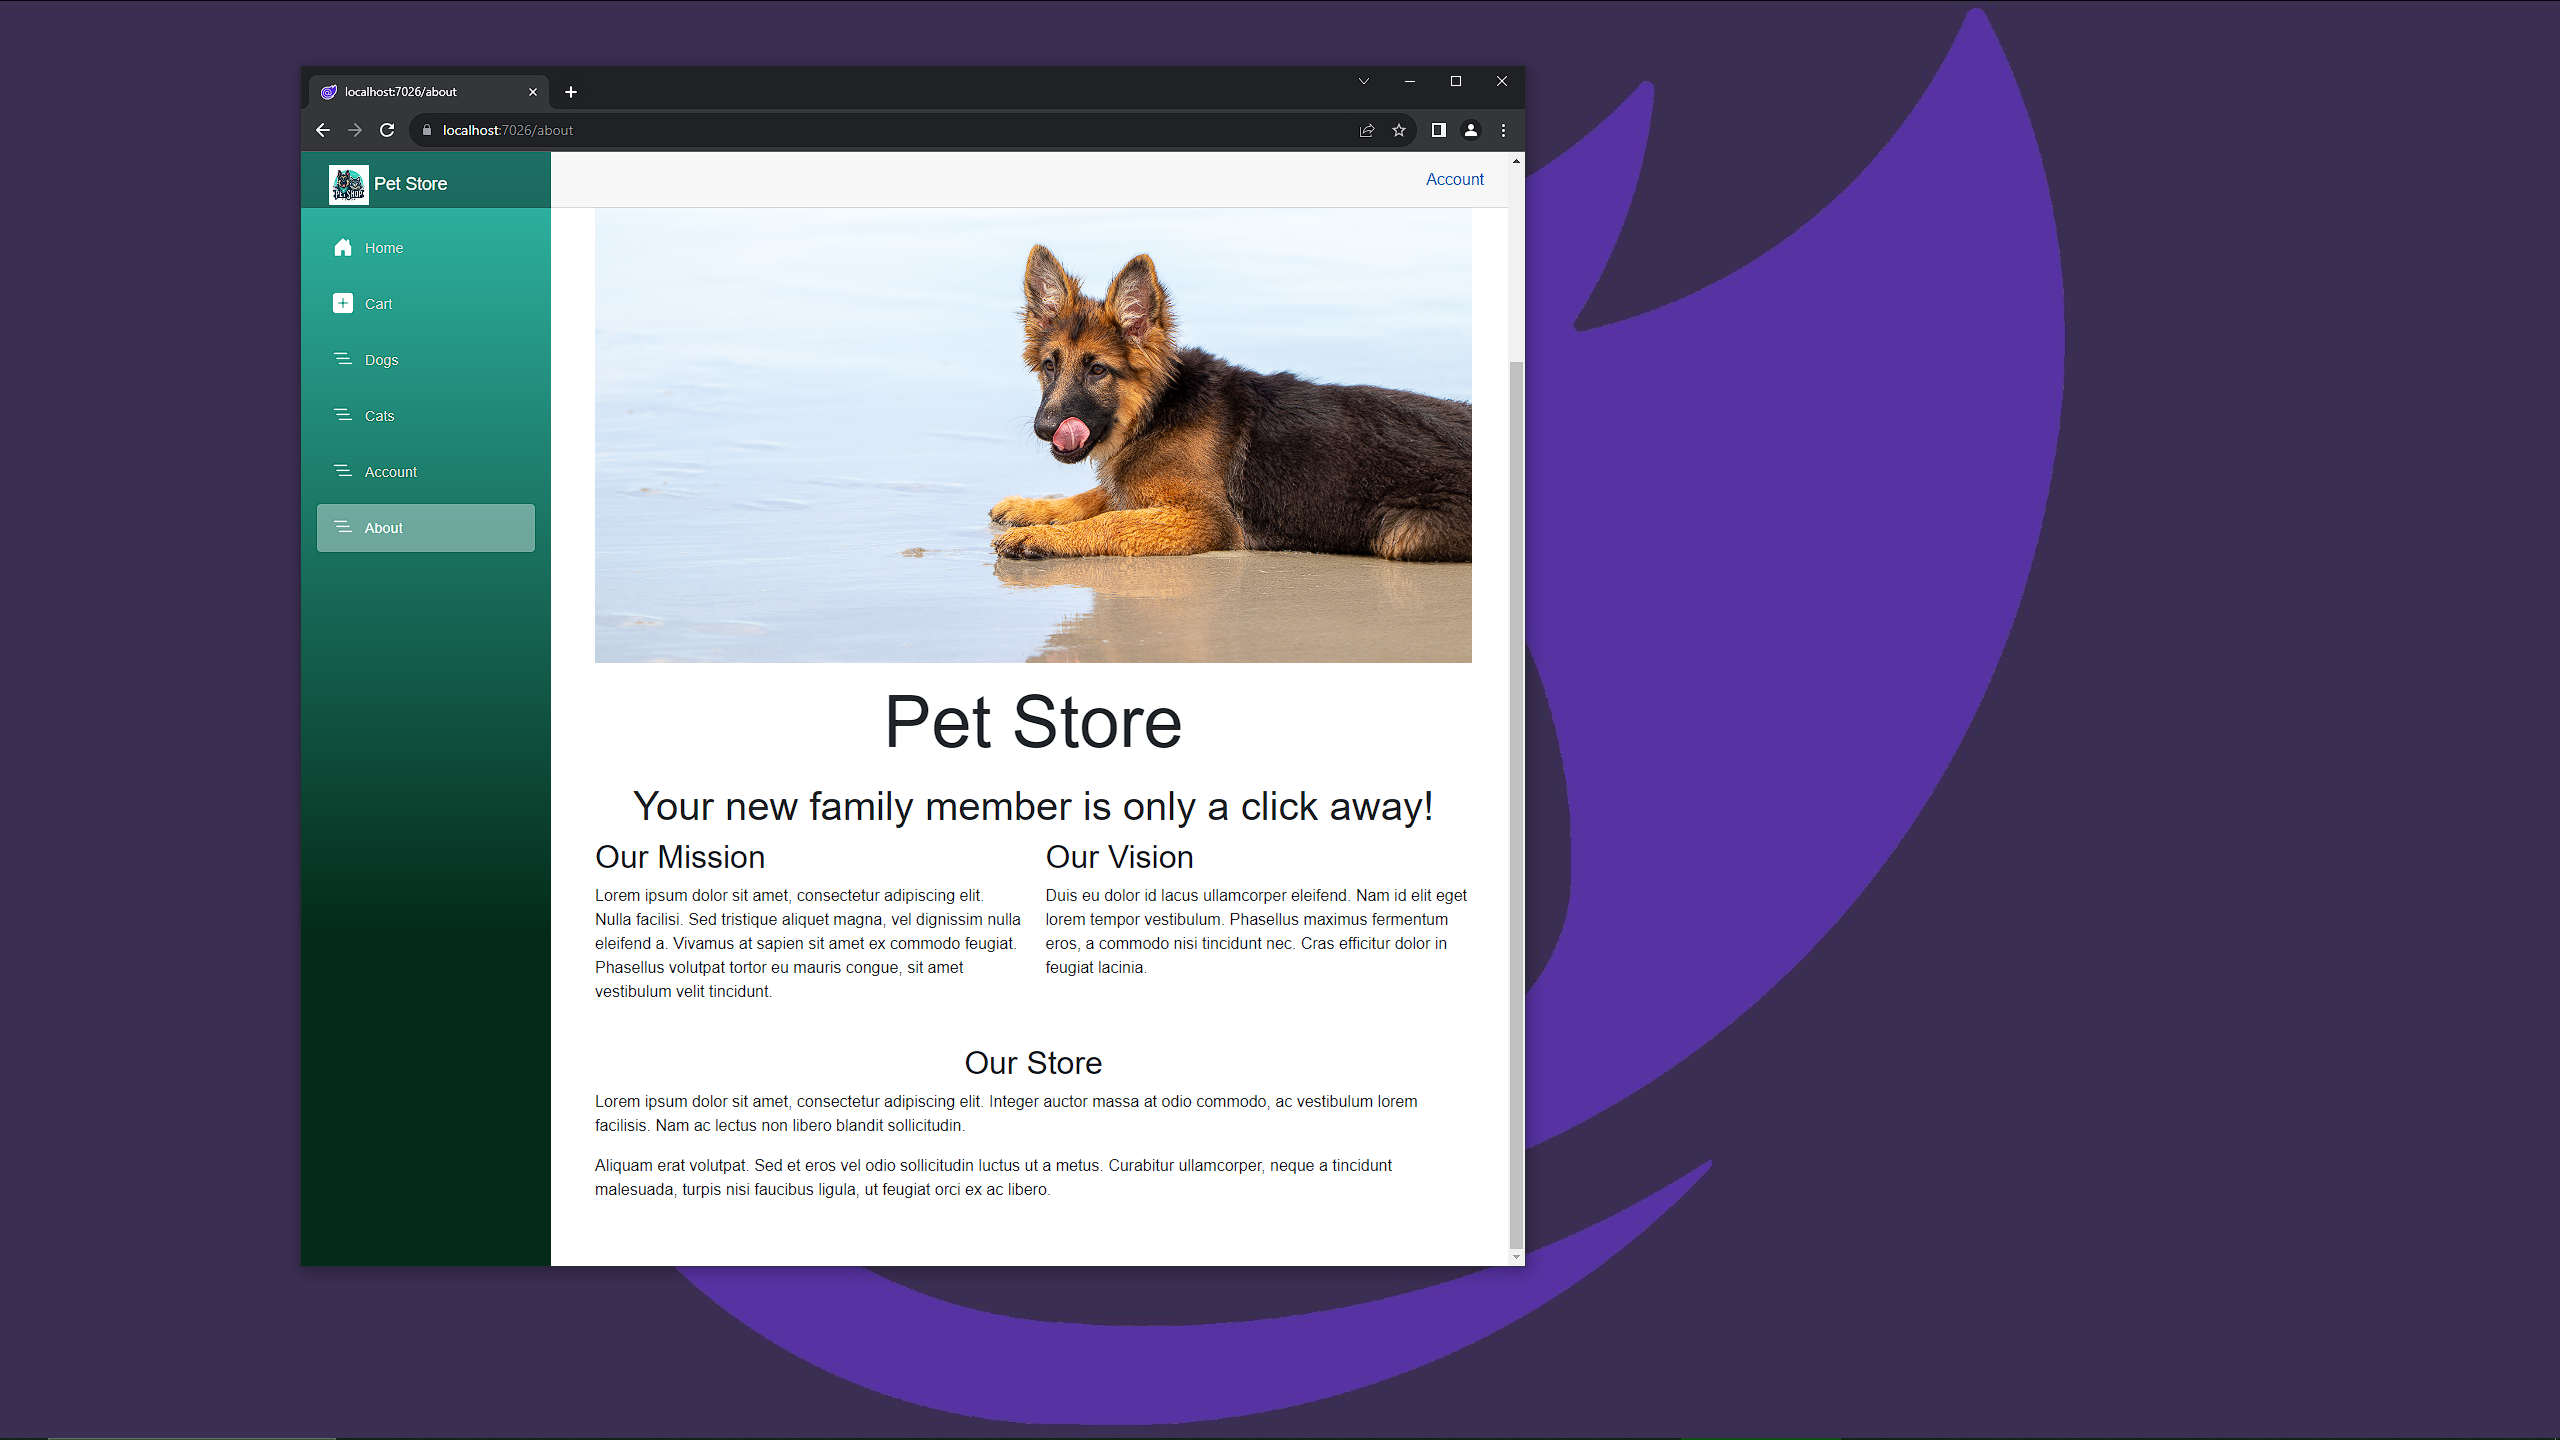 localhost:7026/about
localhost:7026/about
PET SHOP
Pet Store
Account
Home
Cart
Dogs
Cats
Account
About
Pet Store
Your new family member is only a click away!
Our Mission
Lorem ipsum dolor sit amet, consectetur adipiscing elit.
Nulla facilisi. Sed tristique aliquet magna, vel dignissim nulla
eleifend a. Vivamus at sapien sit amet ex commodo feugiat.
Phasellus volutpat tortor eu mauris congue, sit amet
vestibulum velit tincidunt.
Our Vision
Duis eu dolor id lacus ullamcorper eleifend. Nam id elit eget
lorem tempor vestibulum. Phasellus maximus fermentum
eros, a commodo nisi tincidunt nec. Cras efficitur dolor in
feugiat lacinia.
Our Store
Lorem ipsum dolor sit amet, consectetur adipiscing elit. Integer auctor massa at odio commodo, ac vestibulum lorem
facilisis. Nam ac lectus non libero blandit sollicitudin.
Aliquam erat volutpat. Sed et eros vel odio sollicitudin luctus ut a metus. Curabitur ullamcorper, neque a tincidunt
malesuada, turpis nisi faucibus ligula, ut feugiat orci ex ac libero.